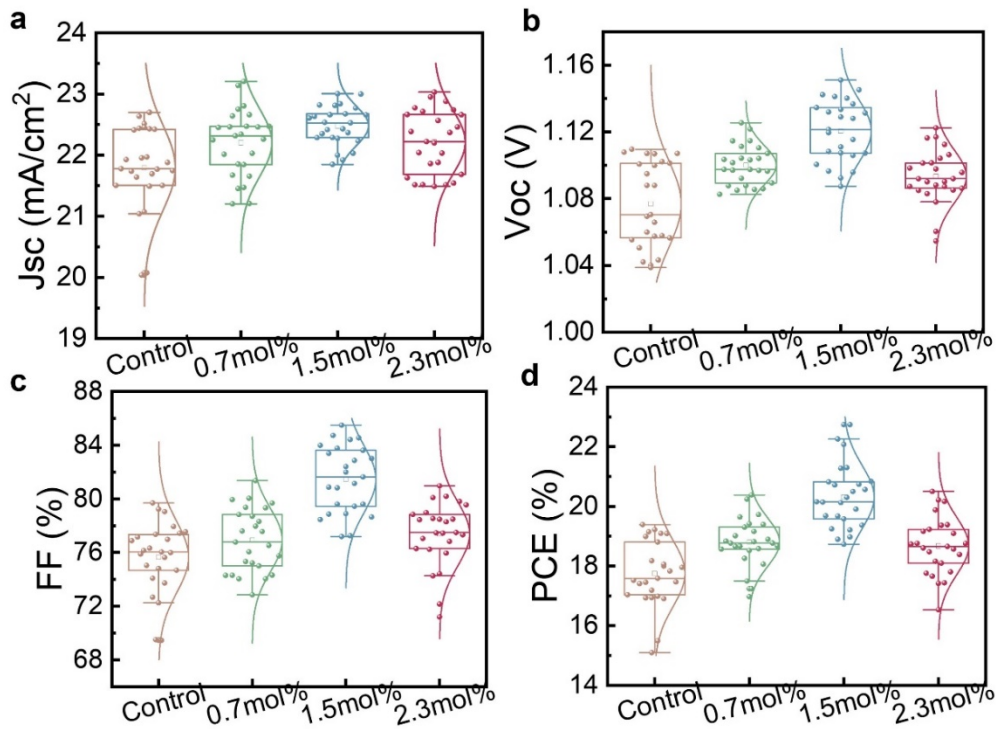 a
24
23
22
21
20
19
Jsc (mA/cm²)
Control
0.7mol%
1.5mol%
2.3mol%
b
1.16
1.12
1.08
1.04
1.00
Voc (V)
Control
0.7mol%
1.5mol%
2.3mol%
c
88
84
80
76
72
68
FF (%)
Control
0.7mol%
1.5mol%
2.3mol%
d
24
22
20
18
16
14
PCE (%)
Control
0.7mol%
1.5mol%
2.3mol%